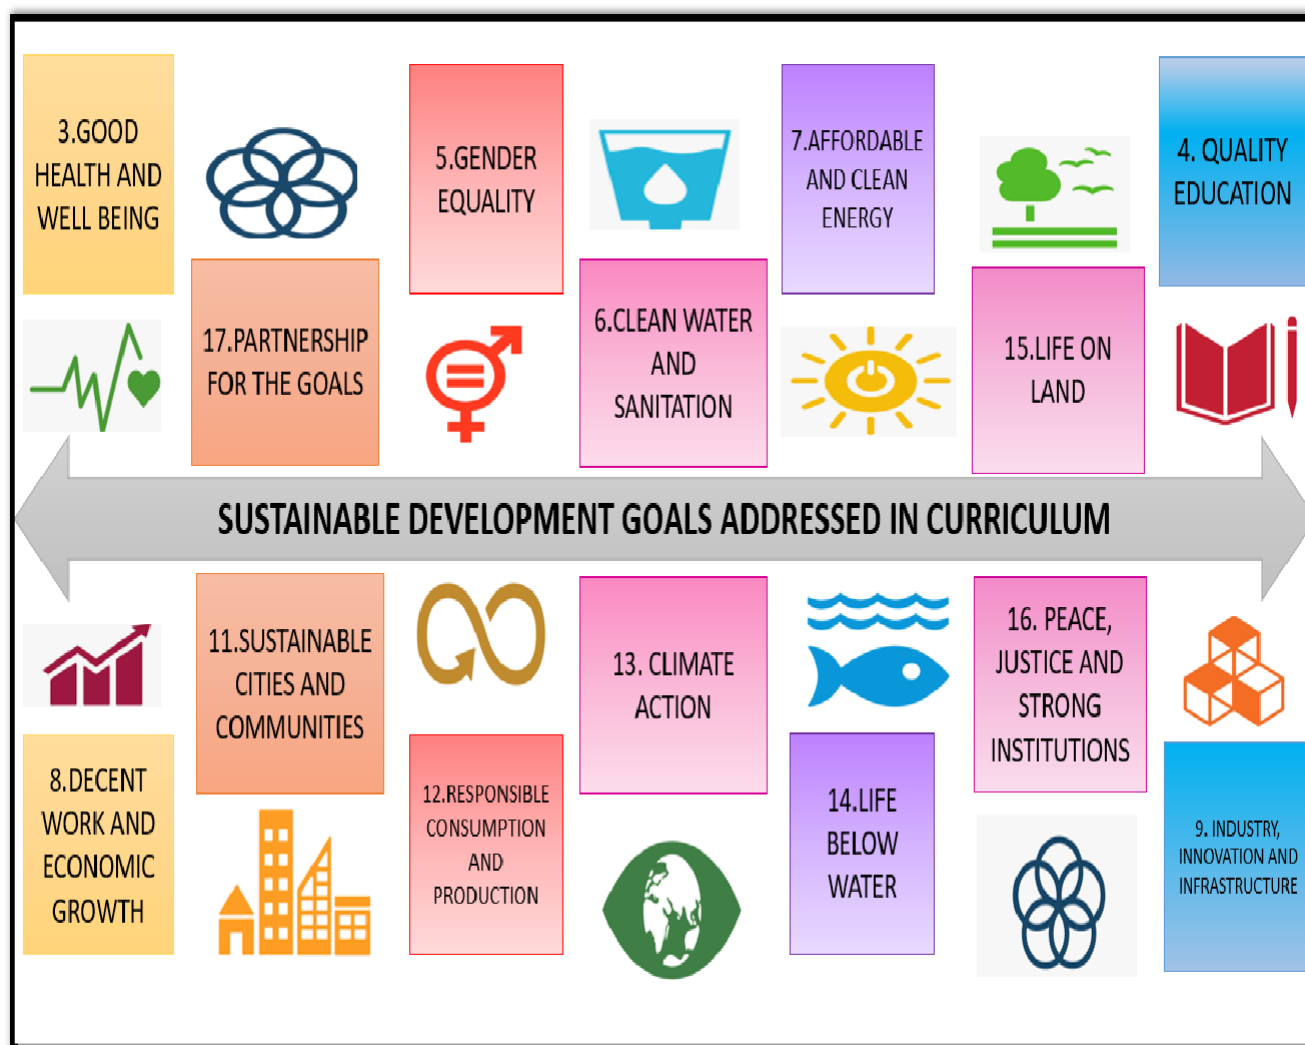 3.GOOD
HEALTH AND
WELL BEING
17.PARTNERSHIP
FOR THE GOALS
5.GENDER
EQUALITY
6.CLEAN WATER
AND
SANITATION
7.AFFORDABLE
AND CLEAN
ENERGY
15.LIFE ON
LAND
4. QUALITY
EDUCATION
SUSTAINABLE DEVELOPMENT GOALS ADDRESSED IN CURRICULUM
8.DECENT
WORK AND
ECONOMIC
GROWTH
11.SUSTAINABLE
CITIES AND
COMMUNITIES
12.RESPONSIBLE
CONSUMPTION
AND
PRODUCTION
13. CLIMATE
ACTION
14.LIFE
BELOW
WATER
16. PEACE,
JUSTICE AND
STRONG
INSTITUTIONS
9. INDUSTRY,
INNOVATION AND
INFRASTRUCTURE